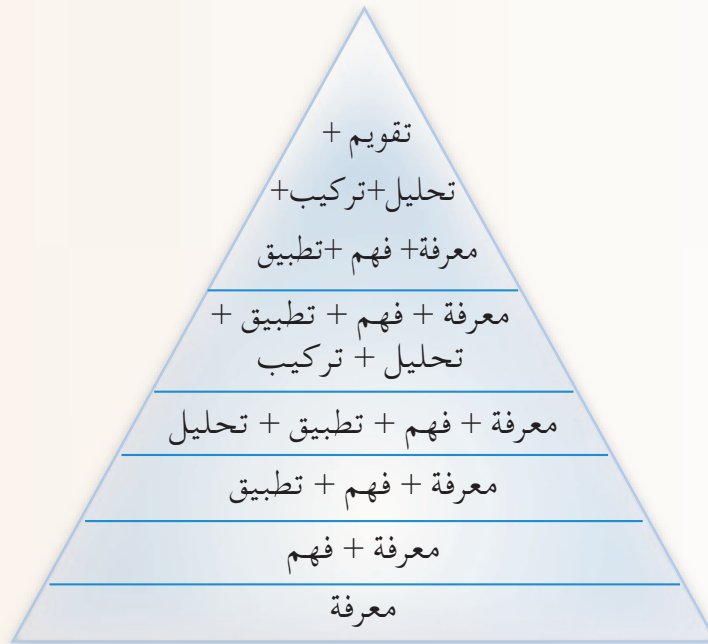 تقويم +
تحليل+تركيب+
معرفة+ فهم +تطبيق
معرفة + فهم + تطبيق +
تحليل + تركيب
معرفة + فهم + تطبيق + تحليل
معرفة + فهم + تطبيق
معرفة + فهم
معرفة